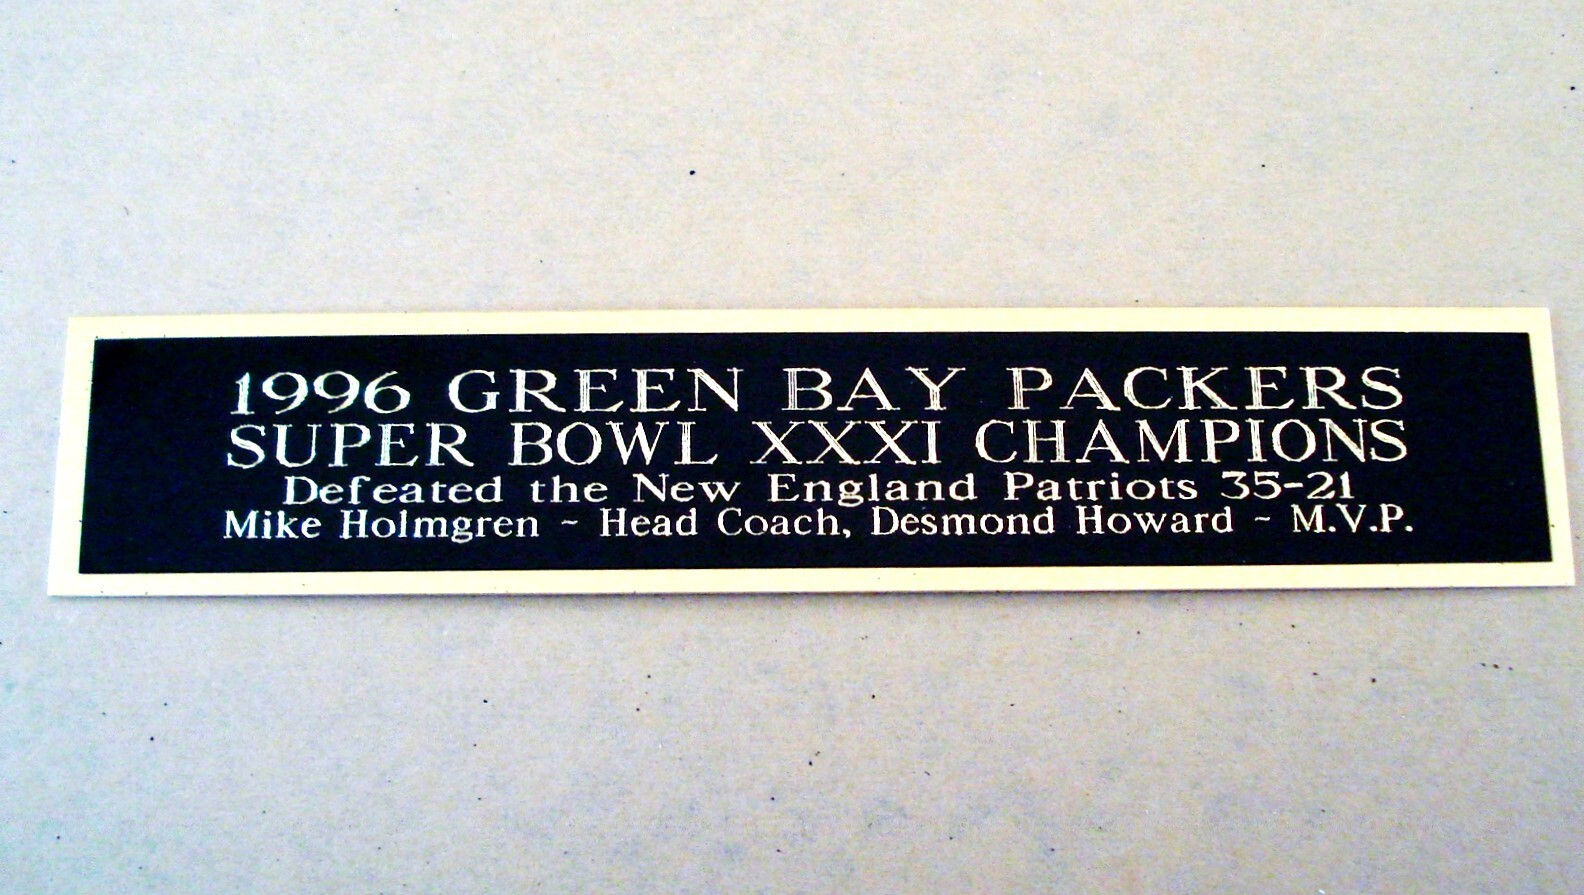 1996 GREEN BAY PACKERS
SUPER BOWL XXXI CHAMPIONS
Defeated the New England Patriots 35-21
Mike Holmgren ~ Head Coach, Desmond Howard ~ M.V.P.